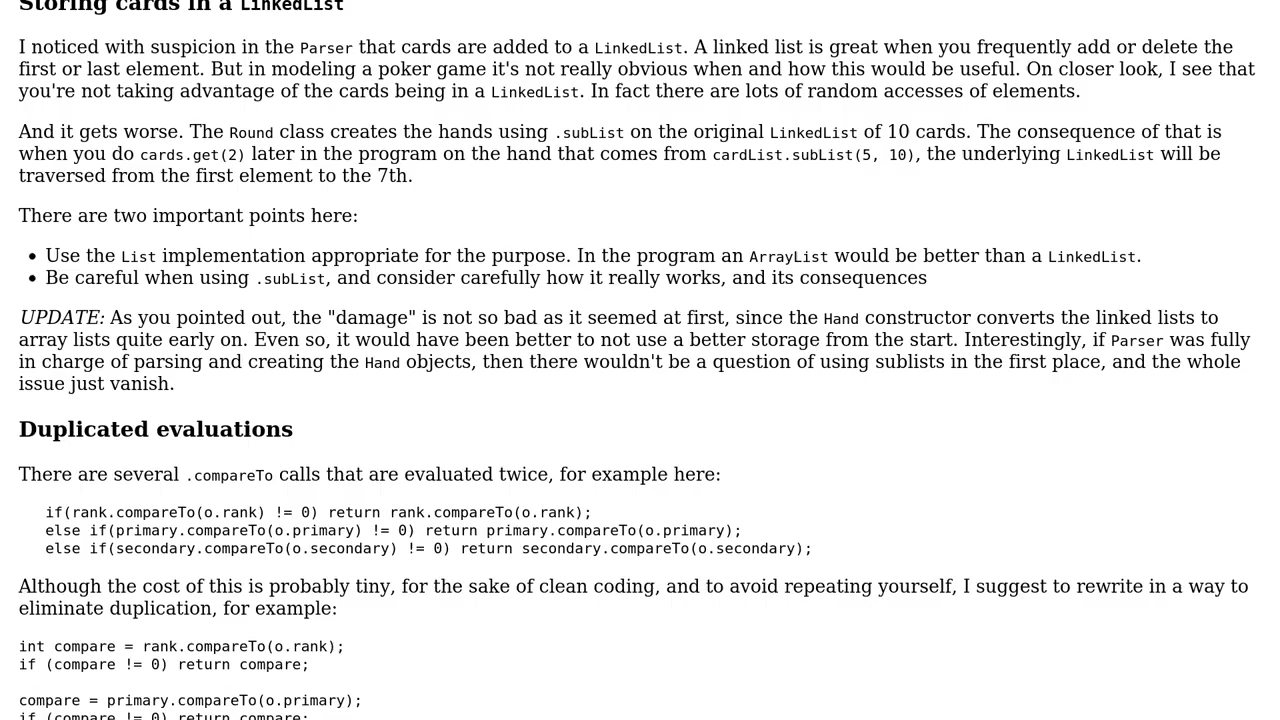 Storing cards in a LinkedList
I noticed with suspicion in the Parser that cards are added to a LinkedList. A linked list is great when you frequently add or delete the
first or last element. But in modeling a poker game it's not really obvious when and how this would be useful. On closer look, I see that
you're not taking advantage of the cards being in a LinkedList. In fact there are lots of random accesses of elements.
And it gets worse. The Round class creates the hands using .subList on the original LinkedList of 10 cards. The consequence of that is
when you do cards.get(2) later in the program on the hand that comes from cardList.subList(5, 10), the underlying LinkedList will be
traversed from the first element to the 7th.
There are two important points here:
• Use the List implementation appropriate for the purpose. In the program an ArrayList would be better than a LinkedList.
• Be careful when using .subList, and consider carefully how it really works, and its consequences
UPDATE: As you pointed out, the "damage" is not so bad as it seemed at first, since the Hand constructor converts the linked lists to
array lists quite early on. Even so, it would have been better to not use a better storage from the start. Interestingly, if Parser was fully
in charge of parsing and creating the Hand objects, then there wouldn't be a question of using sublists in the first place, and the whole
issue just vanish.
Duplicated evaluations
There are several .compareTo calls that are evaluated twice, for example here:
if(rank.compareTo(o.rank) != 0) return rank.compareTo(o.rank);
else if(primary.compareTo(o.primary) != 0) return primary.compareTo(o.primary);
else if(secondary.compareTo(o.secondary) != 0) return secondary.compareTo(o.secondary);
Although the cost of this is probably tiny, for the sake of clean coding, and to avoid repeating yourself, I suggest to rewrite in a way to
eliminate duplication, for example:
int compare = rank.compareTo(o.rank);
if (compare != 0) return compare;
compare = primary.compareTo(o.primary);
if (compare != 0) return compare;